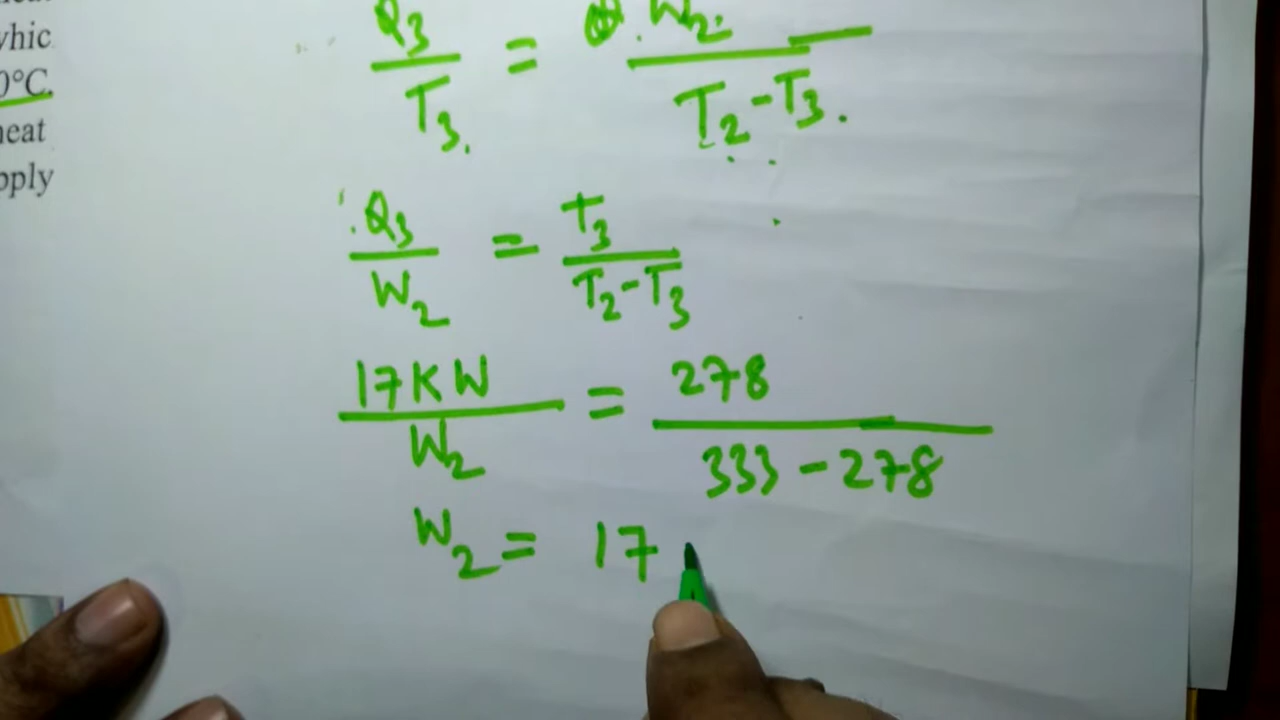 whic
0°C.
heat
pply
Q3 / T3. = W2. / T2-T3.
Q3 / W2 = T3 / T2-T3
17KW / W2 = 278 / 333-278
W2 = 17